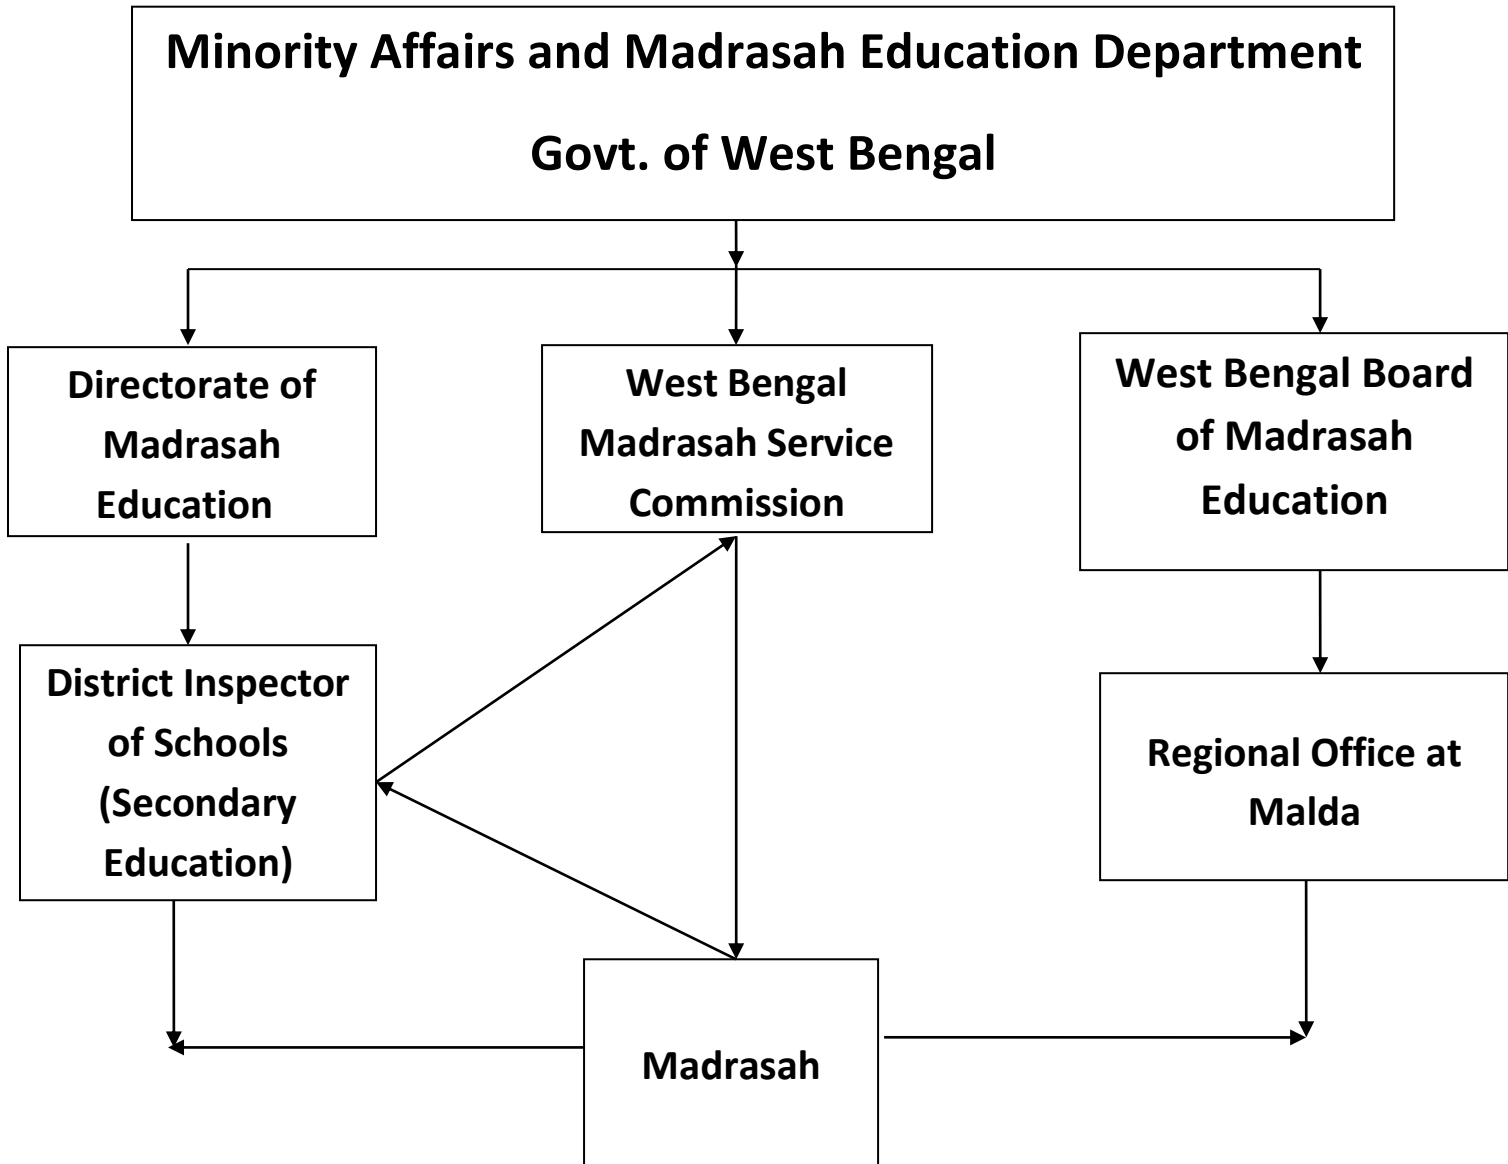 Minority Affairs and Madrasah Education Department
Govt. of West Bengal
Directorate of
Madrasah
Education
West Bengal
Madrasah Service
Commission
West Bengal Board
of Madrasah
Education
District Inspector
of Schools
(Secondary
Education)
Regional Office at
Malda
Madrasah